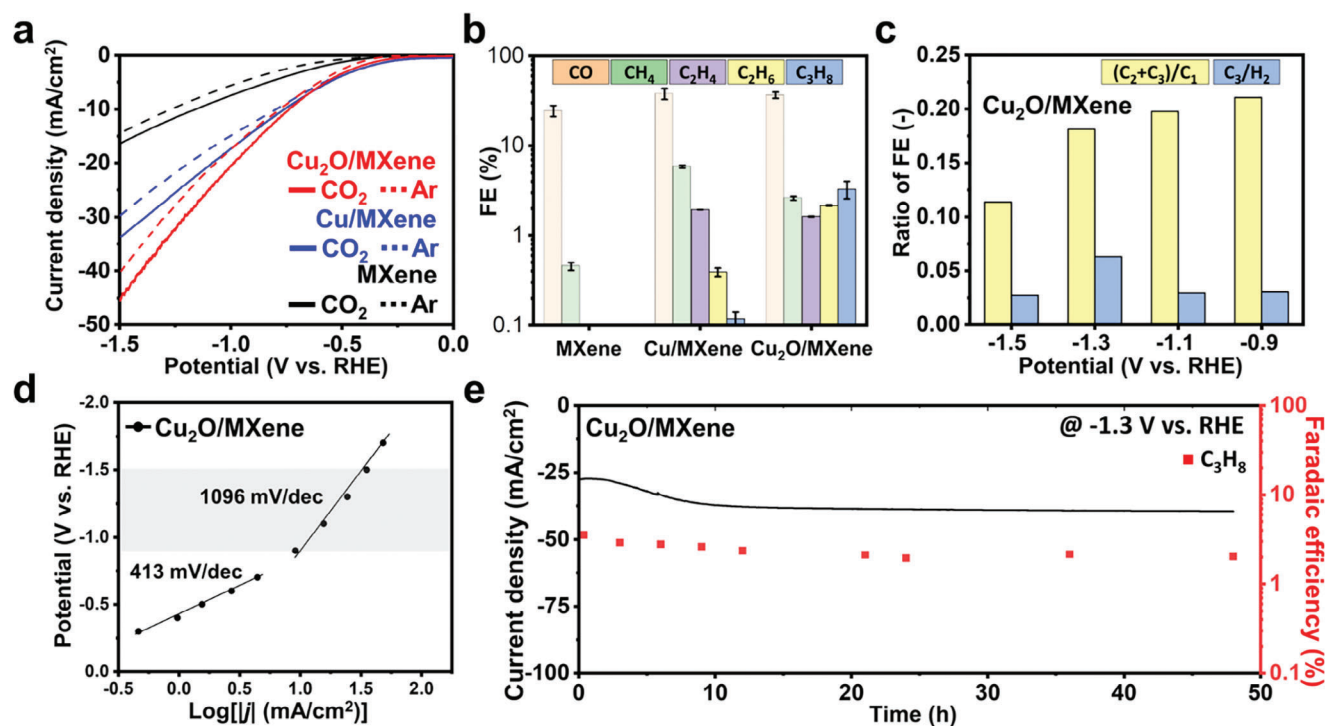 a
Current density (mA/cm²)
0
-10
-20
-30
-40
-50
Cu₂O/MXene
CO₂ Ar
Cu/MXene
CO₂ Ar
MXene
CO₂ Ar
-1.5 -1.0 -0.5 0.0
Potential (V vs. RHE)
b
FE (%)
100
10
1
0.1
CO CH₄ C₂H₄ C₂H₆ C₃H₈
MXene Cu/MXene Cu₂O/MXene
c
Ratio of FE (-)
0.25
0.20
0.15
0.10
0.05
0.00
(C₂+C₃)/C₁ C₃/H₂
Cu₂O/MXene
-1.5 -1.3 -1.1 -0.9
Potential (V vs. RHE)
d
Potential (V vs. RHE)
-2.0
-1.5
-1.0
-0.5
0.0
Cu₂O/MXene
1096 mV/dec
413 mV/dec
-0.5 0.0 0.5 1.0 1.5 2.0
Log[|j| (mA/cm²)]
e
Current density (mA/cm²)
0
-25
-50
-75
-100
Cu₂O/MXene
@ -1.3 V vs. RHE
C₃H₈
0 10 20 30 40 50
Time (h)
100
10
1
0.1
Faradaic efficiency (%)